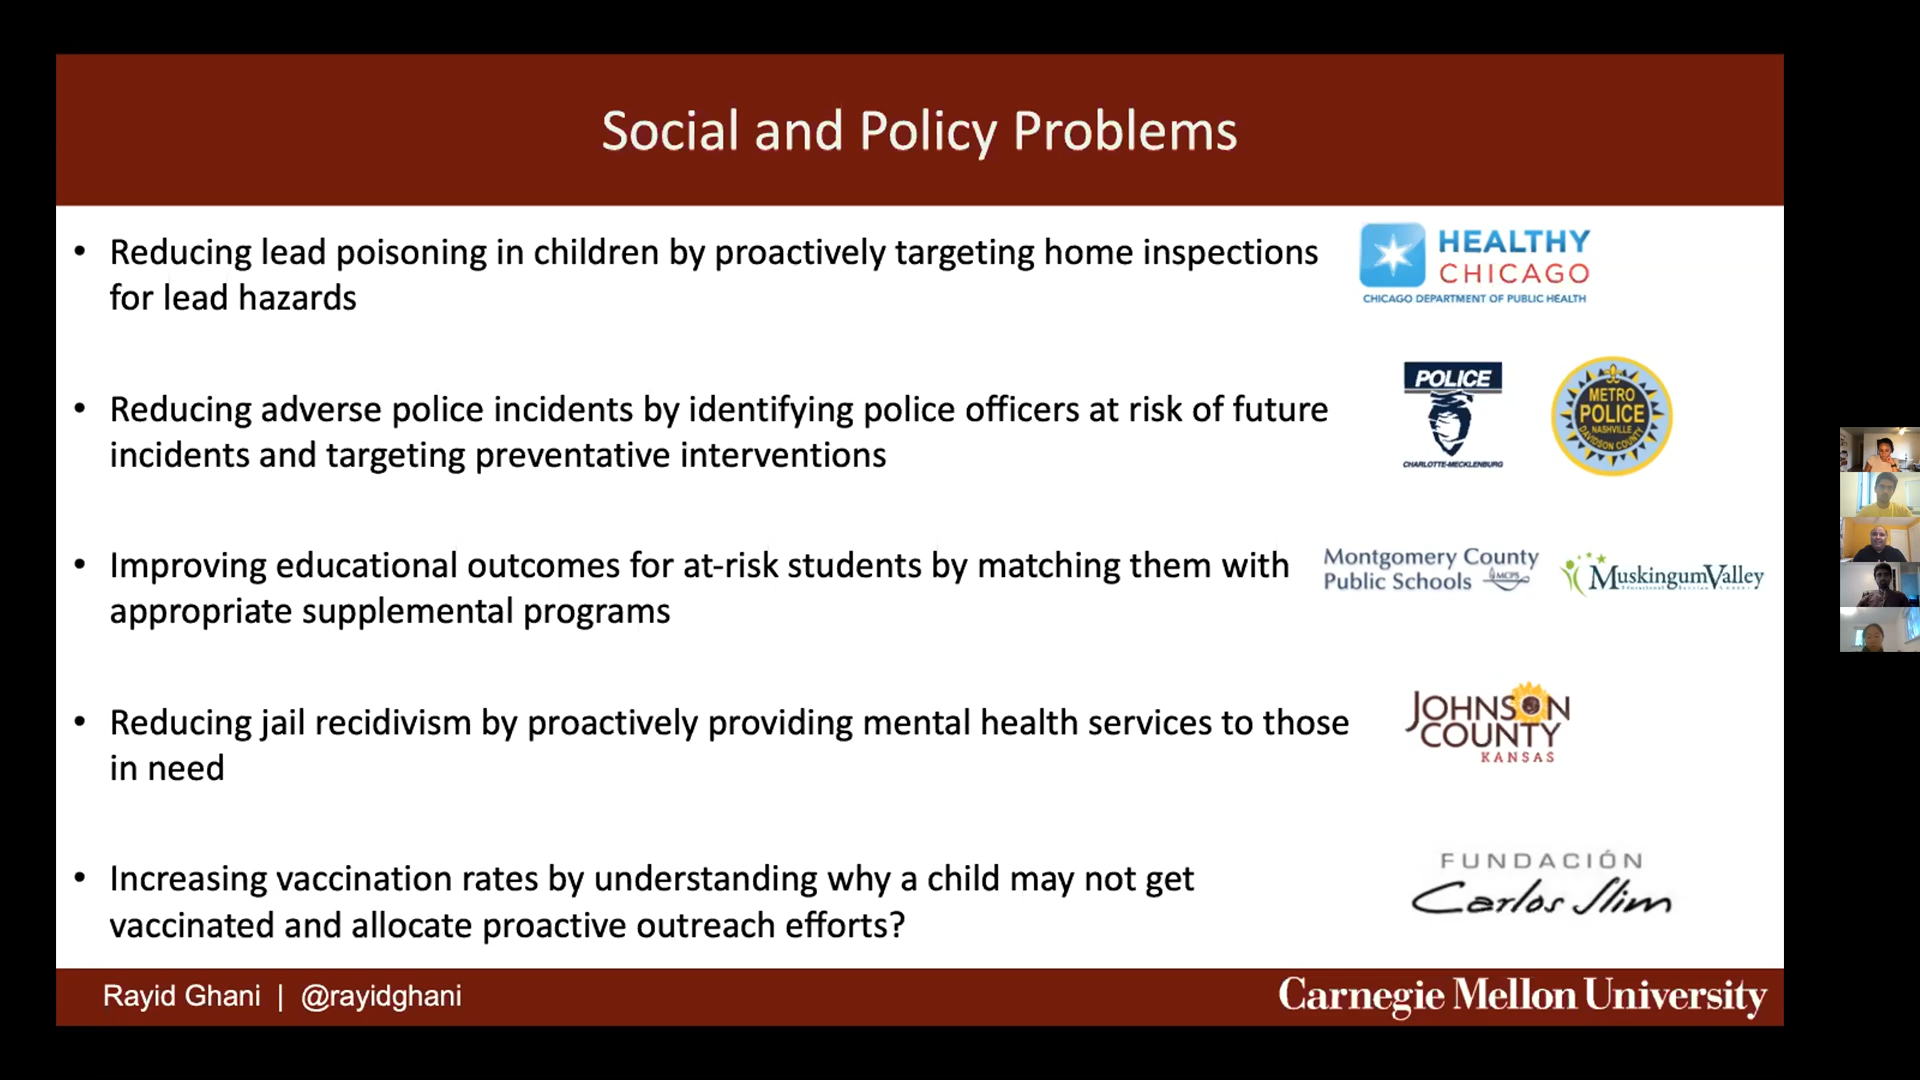 Social and Policy Problems
• Reducing lead poisoning in children by proactively targeting home inspections
for lead hazards
HEALTHY
CHICAGO
CHICAGO DEPARTMENT OF PUBLIC HEALTH
• Reducing adverse police incidents by identifying police officers at risk of future
incidents and targeting preventative interventions
POLICE
CHARLOTTE-MECKLENBURG
METRO
POLICE
NASHVILLE
DAVIDSON COUNTY
• Improving educational outcomes for at-risk students by matching them with
appropriate supplemental programs
Montgomery County
Public Schools MCPS
MuskingumValley
• Reducing jail recidivism by proactively providing mental health services to those
in need
JOHNSON
COUNTY
KANSAS
• Increasing vaccination rates by understanding why a child may not get
vaccinated and allocate proactive outreach efforts?
FUNDACIÓN
Carlos Slim
Rayid Ghani | @rayidghani
Carnegie Mellon University